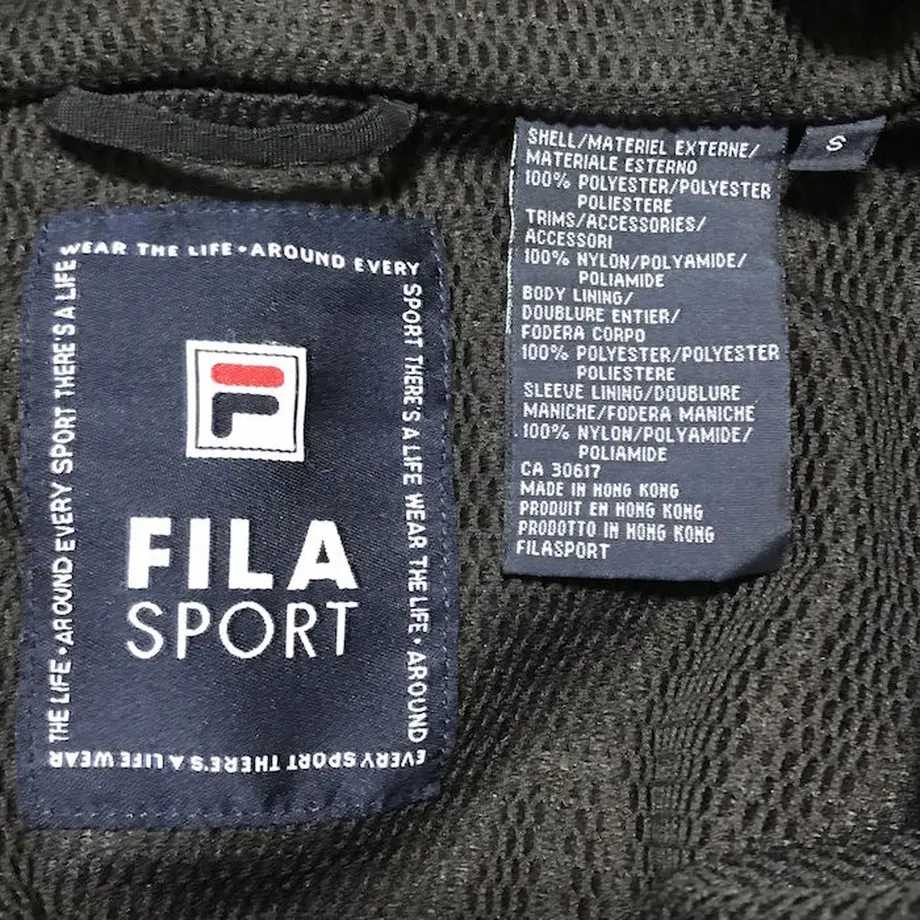 WEAR THE LIFE • AROUND EVERY
SPORT THERE'S A LIFE WEAR THE LIFE • AROUND
EVERY SPORT THERE'S A LIFE WEAR
THE LIFE • AROUND EVERY SPORT THERE'S A LIFE
F
FILA
SPORT
SHELL/MATERIEL EXTERNE/
MATERIALE ESTERNO
100% POLYESTER/POLYESTER
POLIESTERE
TRIMS/ACCESSORIES/
ACCESSORI
100% NYLON/POLYAMIDE/
POLIAMIDE
BODY LINING/
DOUBLURE ENTIER/
FODERA CORPO
100% POLYESTER/POLYESTER
POLIESTERE
SLEEVE LINING/DOUBLURE
MANICHE/FODERA MANICHE
100% NYLON/POLYAMIDE/
POLIAMIDE
CA 30617
MADE IN HONG KONG
PRODUIT EN HONG KONG
PRODOTTO IN HONG KONG
FILASPORT
S